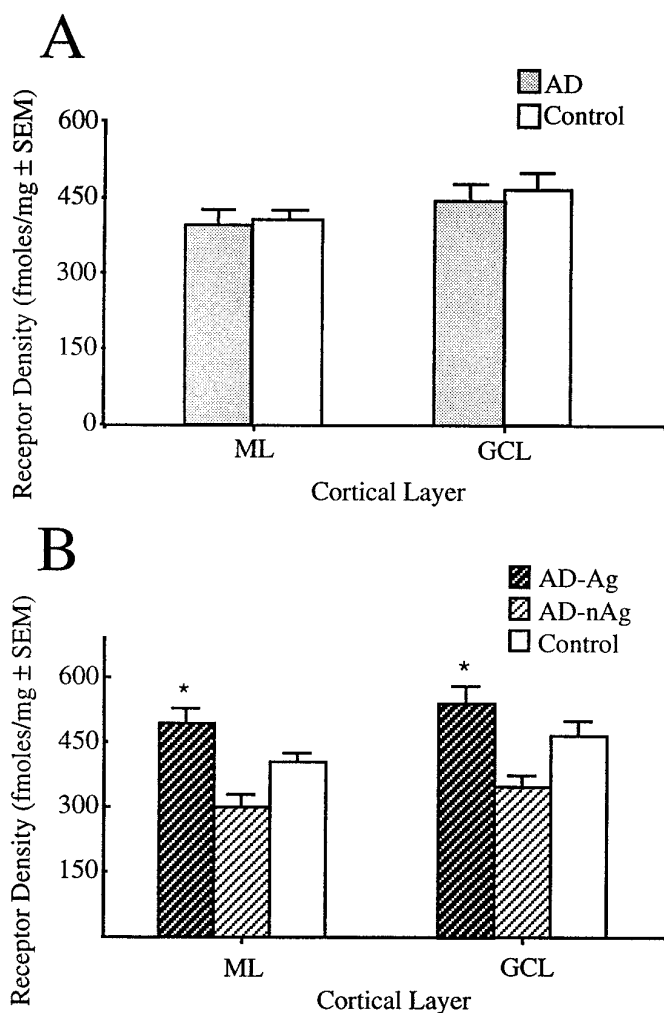 A
AD
Control
Receptor Density (fmoles/mg ± SEM)
600
450
300
150
0
ML
GCL
Cortical Layer
B
AD-Ag
AD-nAg
Control
Receptor Density (fmoles/mg ± SEM)
600
450
300
150
*
*
ML
GCL
Cortical Layer